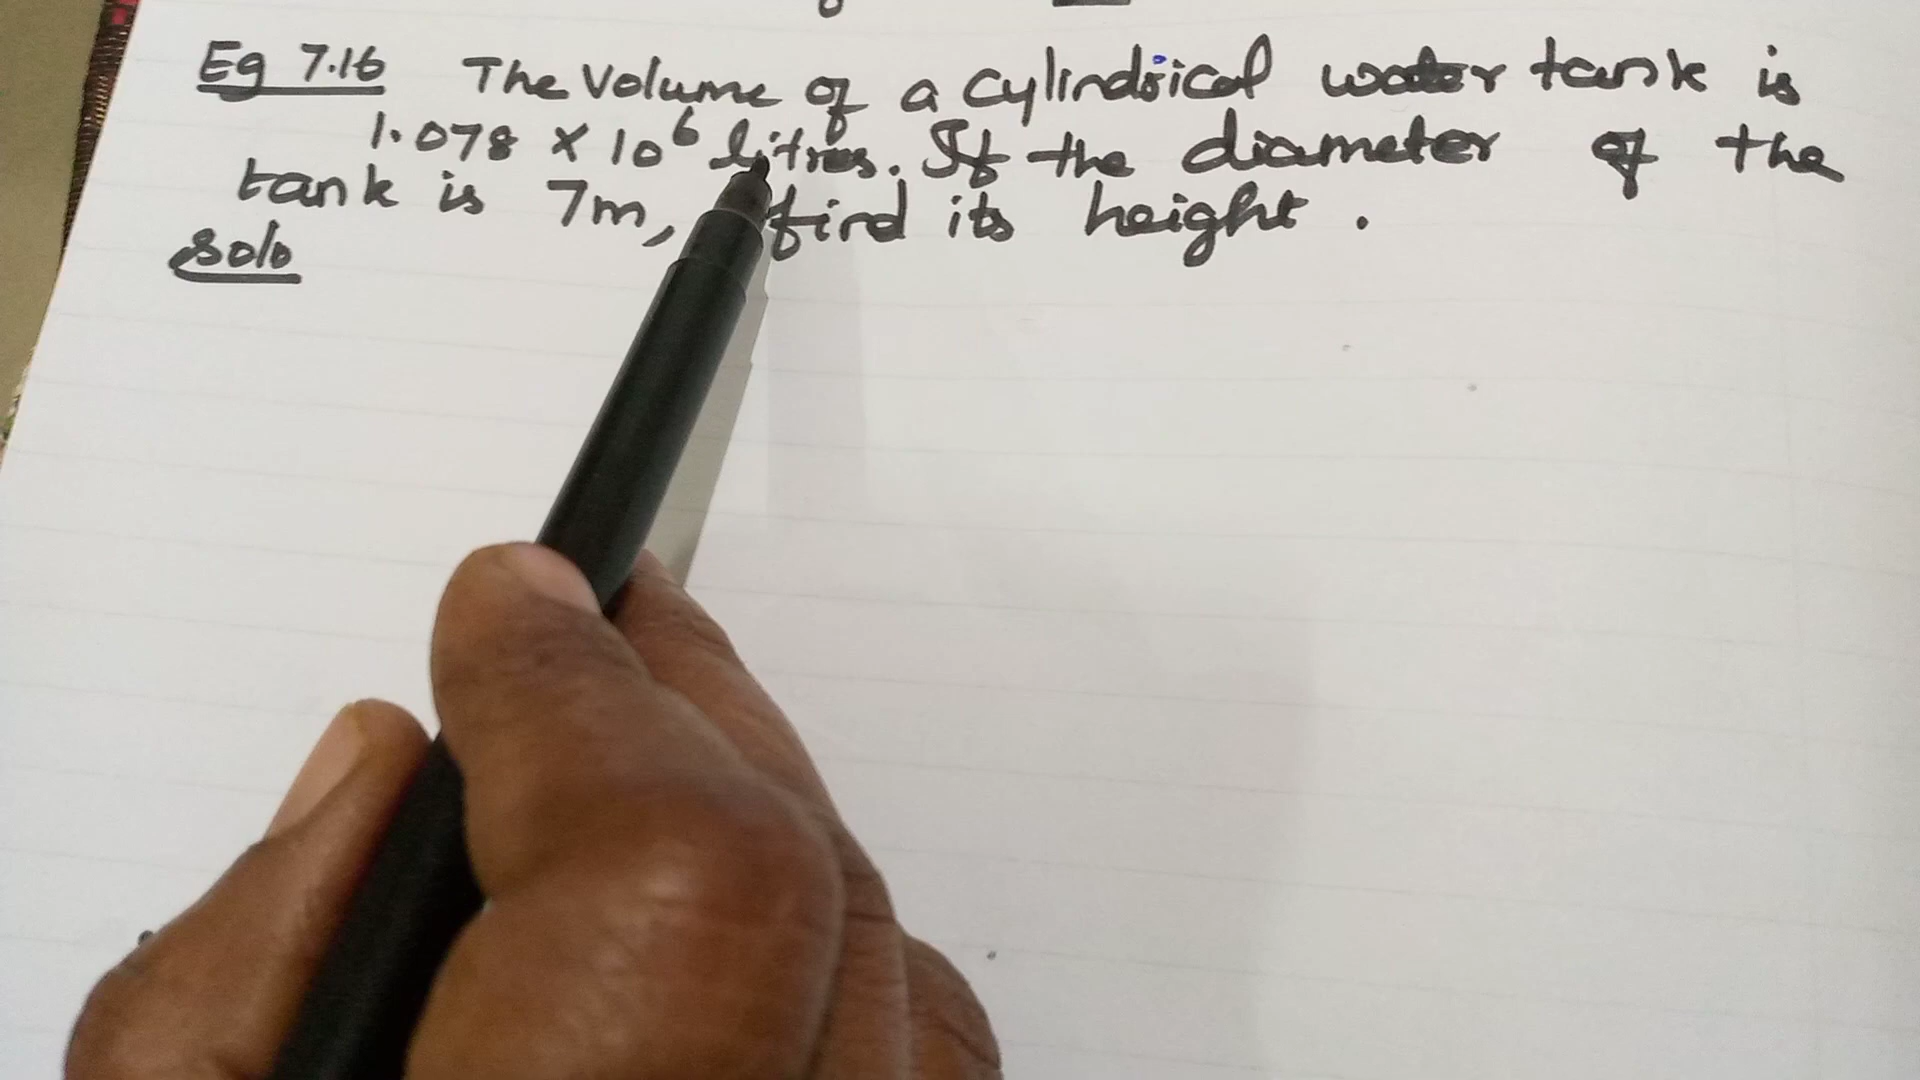 Eg 7.16 The Volume of a Cylindrical water tank is
1.078 × 10⁶ litres. If the diameter of the
tank is 7m, find its height.
Soln